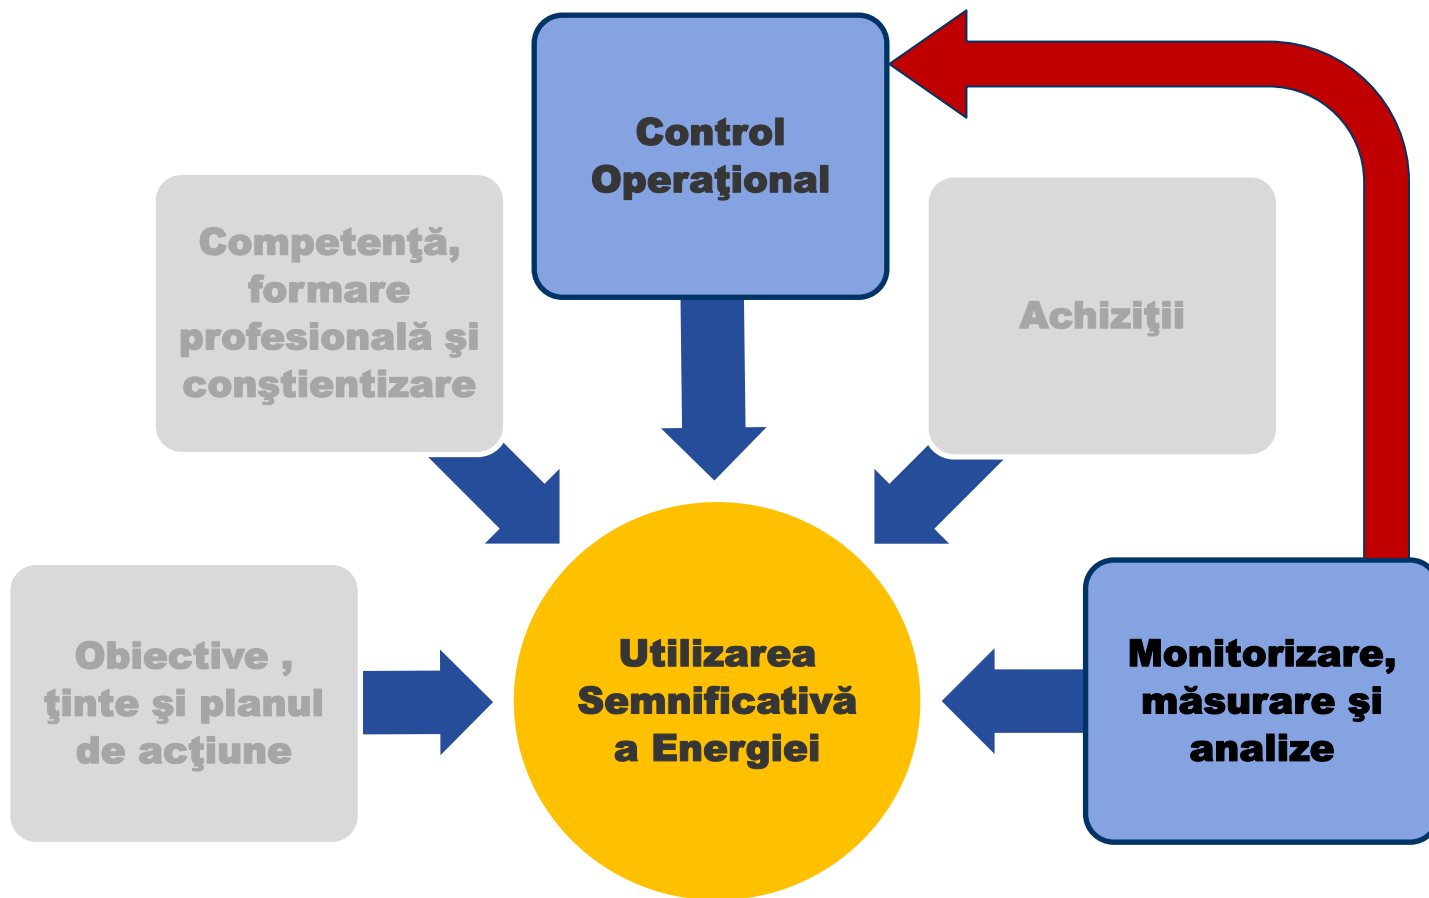 Control
Operaţional
Competenţă,
formare
profesională şi
conştientizare
Achiziţii
Obiective ,
ţinte şi planul
de acţiune
Utilizarea
Semnificativă
a Energiei
Monitorizare,
măsurare şi
analize